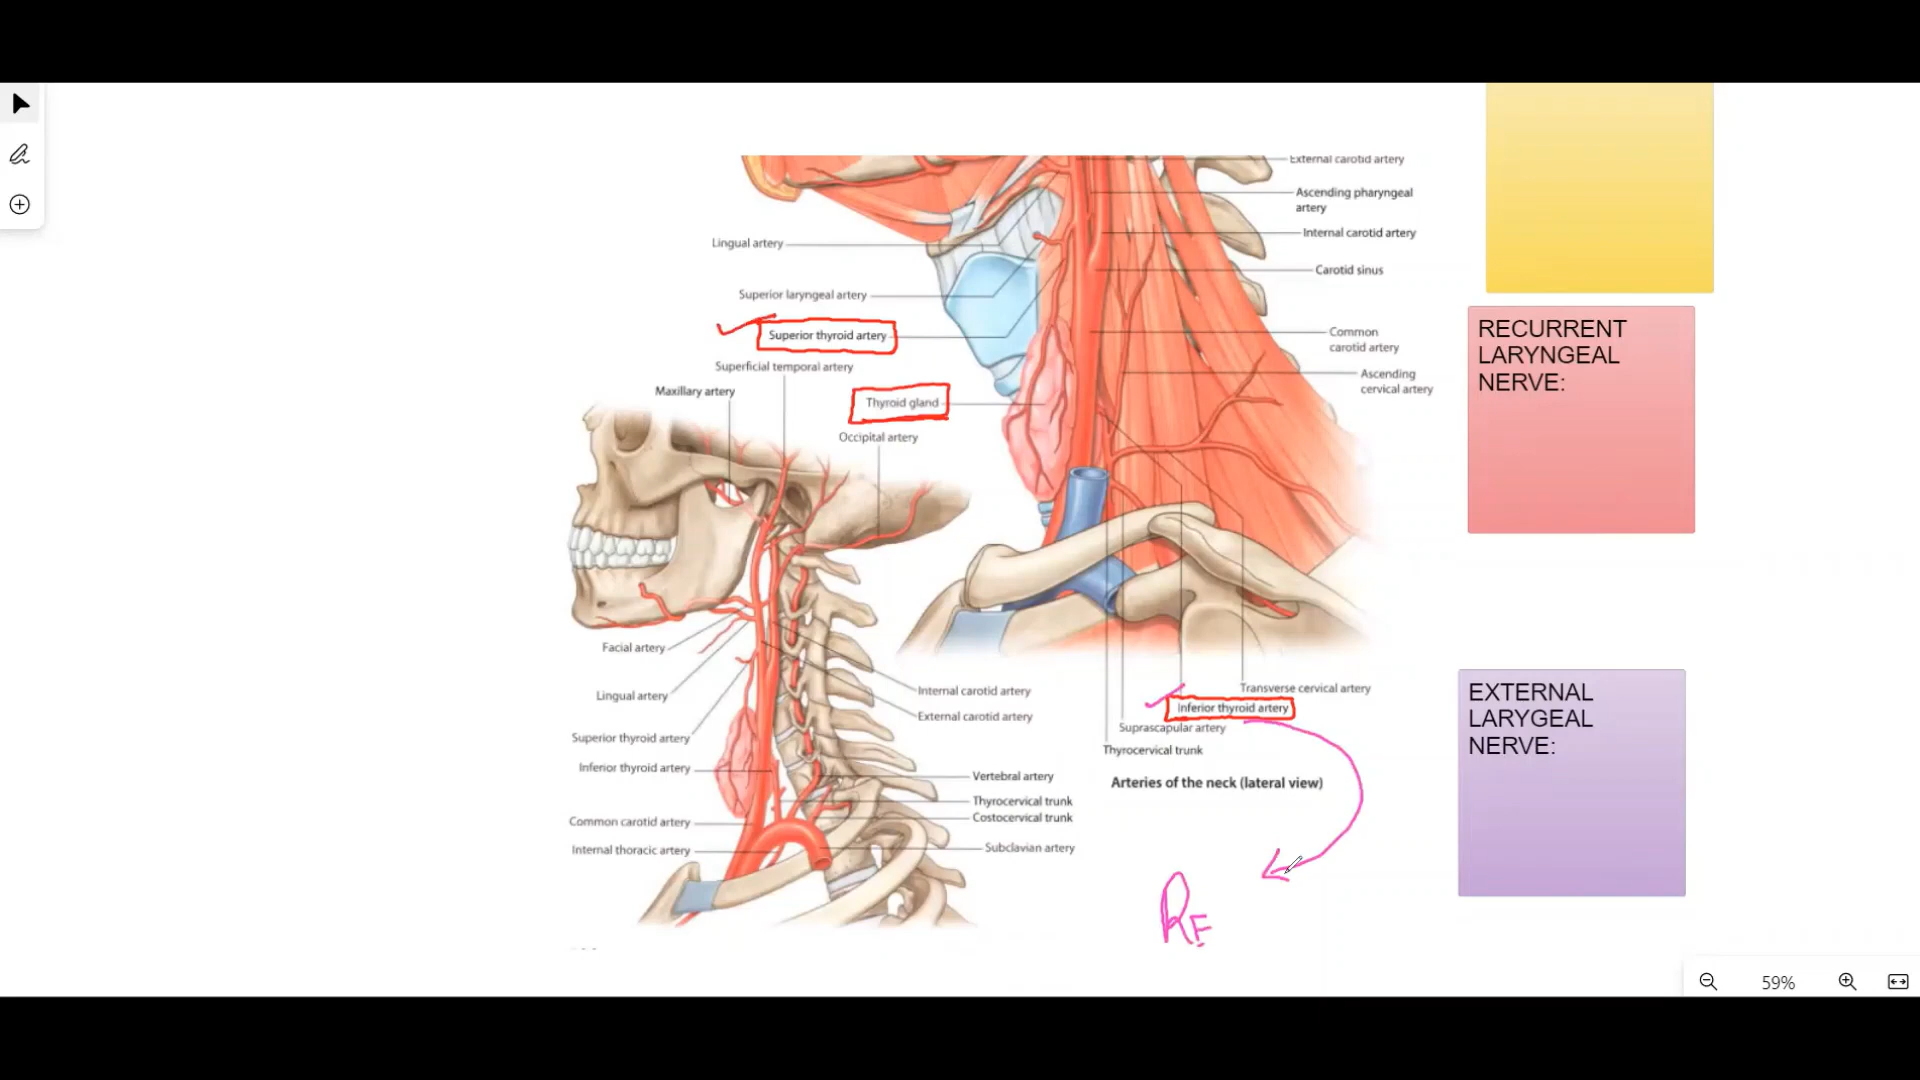 External carotid artery
Ascending pharyngeal
artery
Internal carotid artery
Carotid sinus
Common
carotid artery
Ascending
cervical artery
Lingual artery
Superior laryngeal artery
Superior thyroid artery
Superficial temporal artery
Maxillary artery
Thyroid gland
Occipital artery
Facial artery
Lingual artery
Superior thyroid artery
Inferior thyroid artery
Common carotid artery
Internal thoracic artery
Internal carotid artery
External carotid artery
Vertebral artery
Thyrocervical trunk
Costocervical trunk
Subclavian artery
Transverse cervical artery
Inferior thyroid artery
Suprascapular artery
Thyrocervical trunk
Arteries of the neck (lateral view)
RECURRENT
LARYNGEAL
NERVE:
EXTERNAL
LARYGEAL
NERVE:
59%